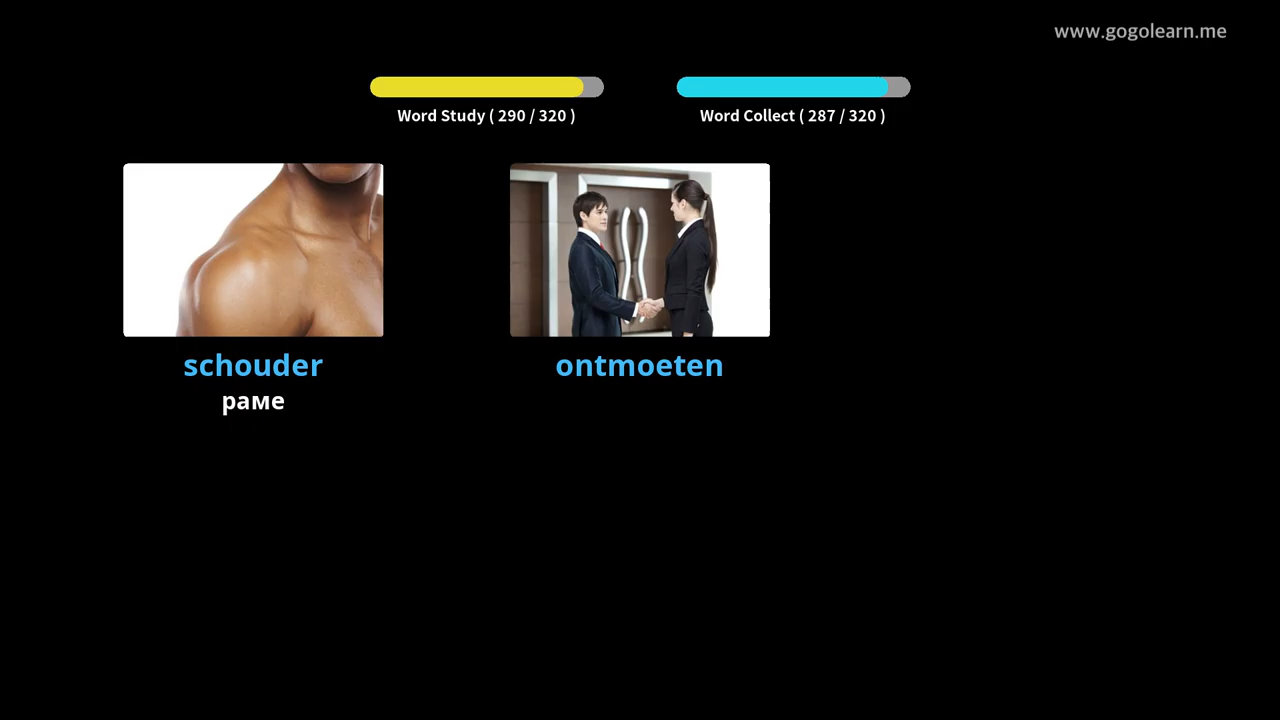 www.gogolearn.me
Word Study ( 290 / 320 )
Word Collect ( 287 / 320 )
schouder
раме
ontmoeten